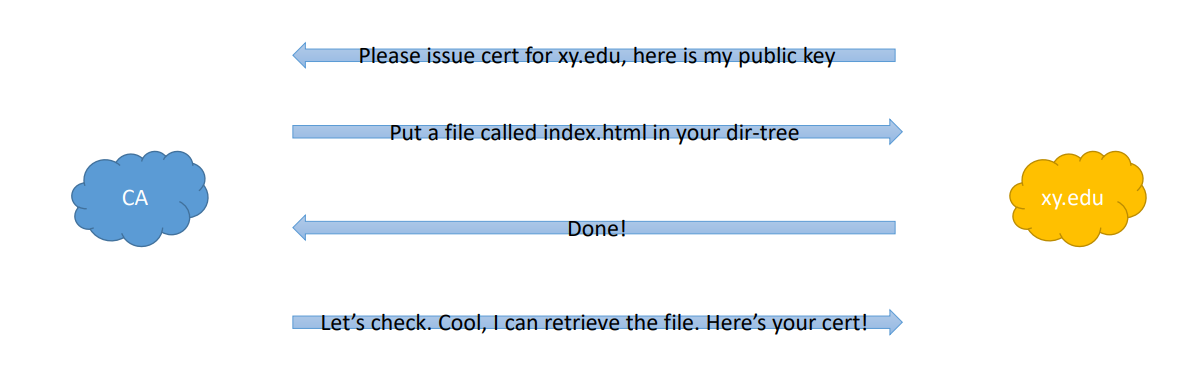 Please issue cert for xy.edu, here is my public key
Put a file called index.html in your dir-tree
CA
xy.edu
Done!
Let's check. Cool, I can retrieve the file. Here's your cert!